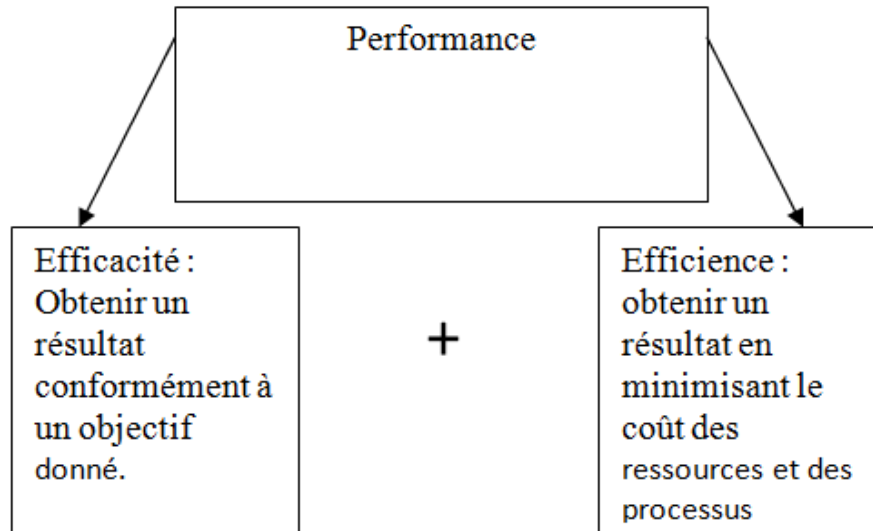 Performance
Efficacité :
Obtenir un
résultat
conformément à
un objectif
donné.
+
Efficience :
obtenir un
résultat en
minimisant le
coût des
ressources et des
processus